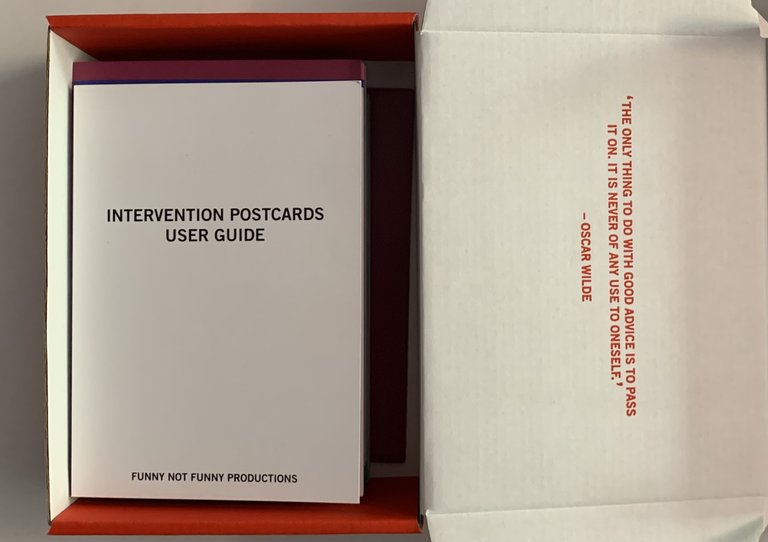 INTERVENTION POSTCARDS
USER GUIDE
FUNNY NOT FUNNY PRODUCTIONS
‘THE ONLY THING TO DO WITH GOOD ADVICE IS TO PASS
IT ON. IT IS NEVER OF ANY USE TO ONESELF.’
– OSCAR WILDE